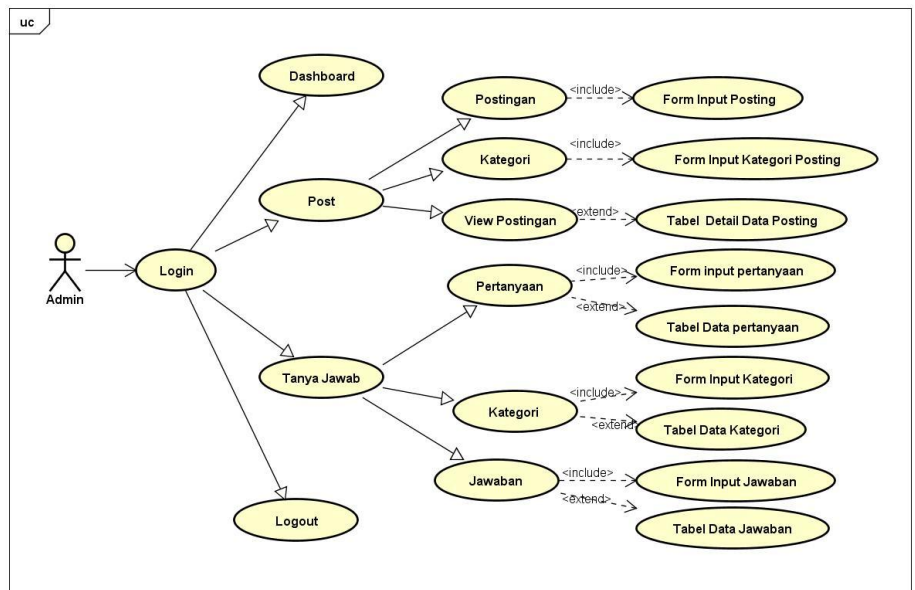 uc
Dashboard
Postingan
<include>
Form Input Posting
Kategori
<include>
Form Input Kategori Posting
Post
View Postingan
<extend>
Tabel Detail Data Posting
Admin
Login
Pertanyaan
<include>
Form input pertanyaan
<extend>
Tabel Data pertanyaan
Tanya Jawab
Kategori
<include>
Form Input Kategori
<extend
Tabel Data Kategori
Jawaban
<include>
Form Input Jawaban
<extend>
Tabel Data Jawaban
Logout